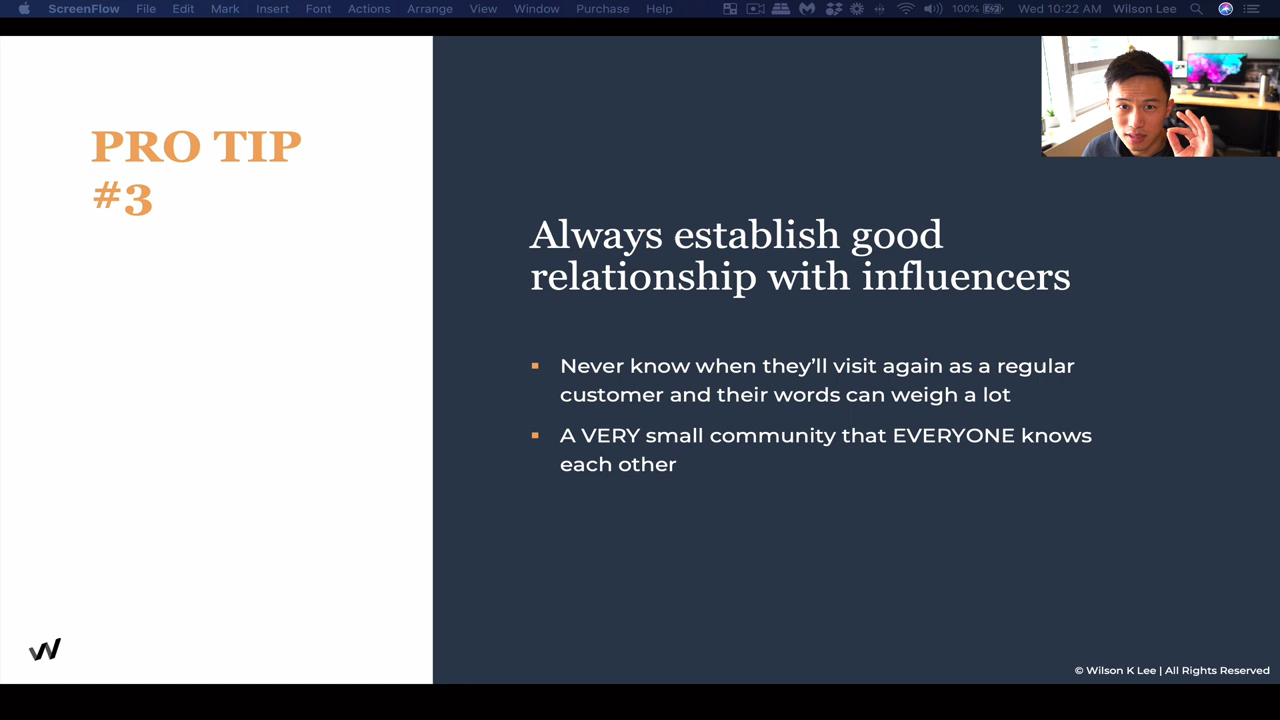 ScreenFlow File Edit Mark Insert Font Actions Arrange View Window Purchase Help 100% Wed 10:22 AM Wilson Lee
PRO TIP
#3
Always establish good
relationship with influencers
Never know when they’ll visit again as a regular
customer and their words can weigh a lot
A VERY small community that EVERYONE knows
each other
W
© Wilson K Lee | All Rights Reserved